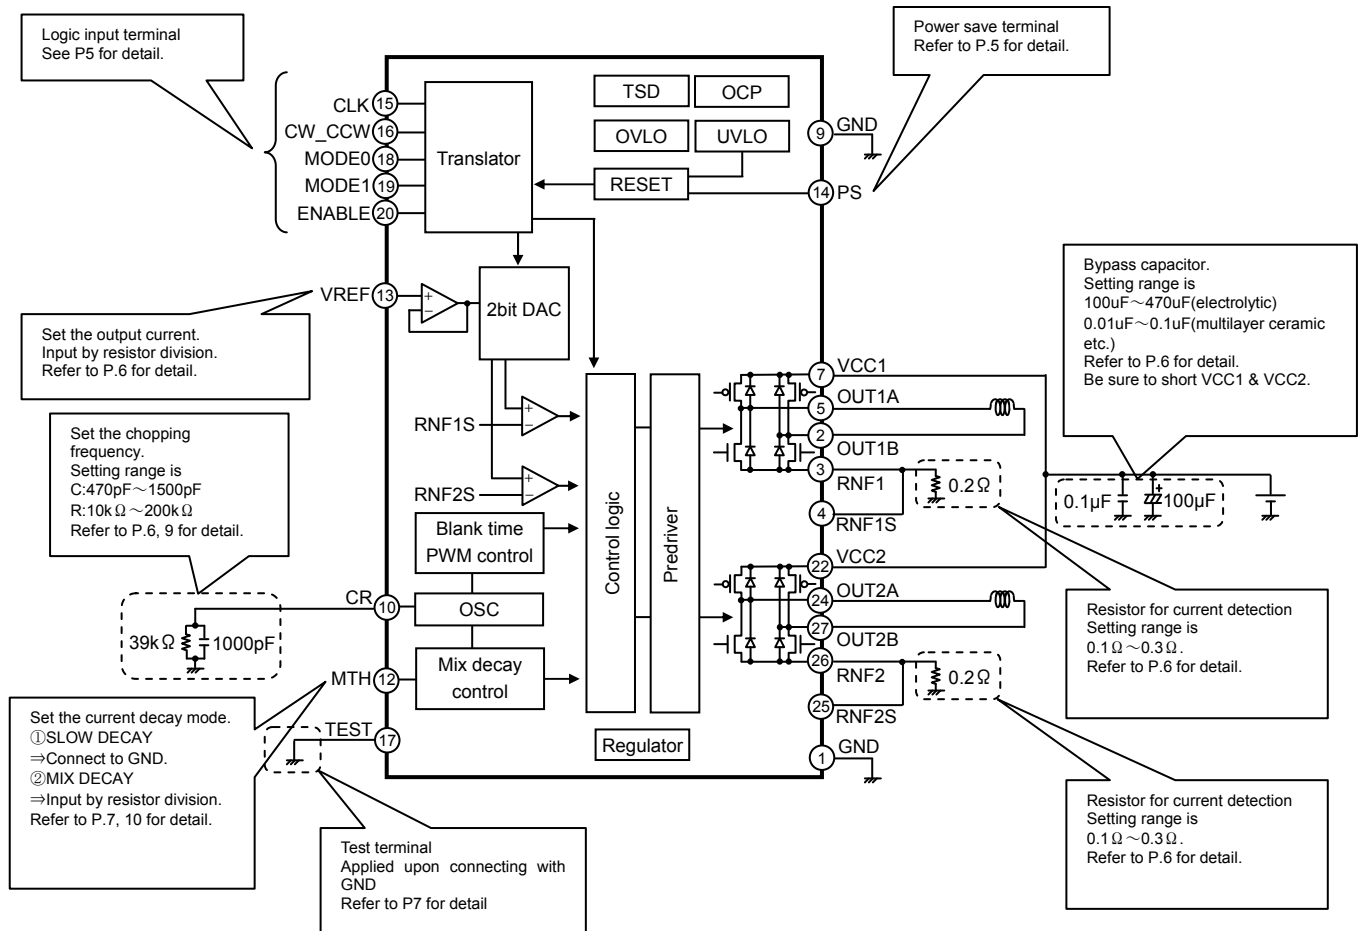 Logic input terminal
See P5 for detail.
Power save terminal
Refer to P.5 for detail.
CLK 15
CW_CCW 16
MODE0 18
MODE1 19
ENABLE 20
Translator
TSD
OCP
OVLO
UVLO
RESET
9 GND
14 PS
VREF 13
2bit DAC
+
−
Set the output current.
Input by resistor division.
Refer to P.6 for detail.
Bypass capacitor.
Setting range is
100uF～470uF(electrolytic)
0.01uF～0.1uF(multilayer ceramic
etc.)
Refer to P.6 for detail.
Be sure to short VCC1 & VCC2.
Set the chopping
frequency.
Setting range is
C:470pF～1500pF
R:10kΩ～200kΩ
Refer to P.6, 9 for detail.
RNF1S
+
−
RNF2S
+
−
Blank time
PWM control
OSC
Mix decay
control
Control logic
Predriver
Regulator
7 VCC1
5 OUT1A
2 OUT1B
3 RNF1
4 RNF1S
0.2Ω
22 VCC2
24 OUT2A
27 OUT2B
26 RNF2
25 RNF2S
0.2Ω
1 GND
0.1µF
+
100µF
CR 10
39kΩ
1000pF
MTH 12
TEST 17
Set the current decay mode.
①SLOW DECAY
⇒Connect to GND.
②MIX DECAY
⇒Input by resistor division.
Refer to P.7, 10 for detail.
Test terminal
Applied upon connecting with
GND
Refer to P7 for detail
Resistor for current detection
Setting range is
0.1Ω～0.3Ω.
Refer to P.6 for detail.
Resistor for current detection
Setting range is
0.1Ω～0.3Ω.
Refer to P.6 for detail.